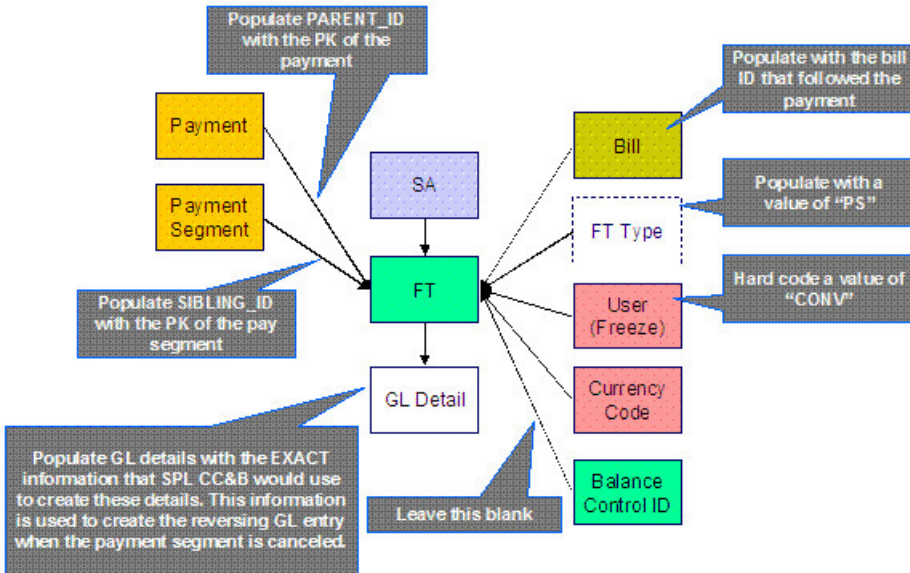 Populate PARENT_ID
with the PK of the
payment
Populate with the bill
ID that followed the
payment
Payment
Bill
SA
Payment
Segment
Populate with a
value of “PS”
FT Type
FT
Hard code a value of
“CONV”
User
(Freeze)
Populate SIBLING_ID
with the PK of the pay
segment
GL Detail
Currency
Code
Populate GL details with the EXACT
information that SPL CC&B would use
to create these details. This information
is used to create the reversing GL entry
when the payment segment is canceled.
Leave this blank
Balance
Control ID